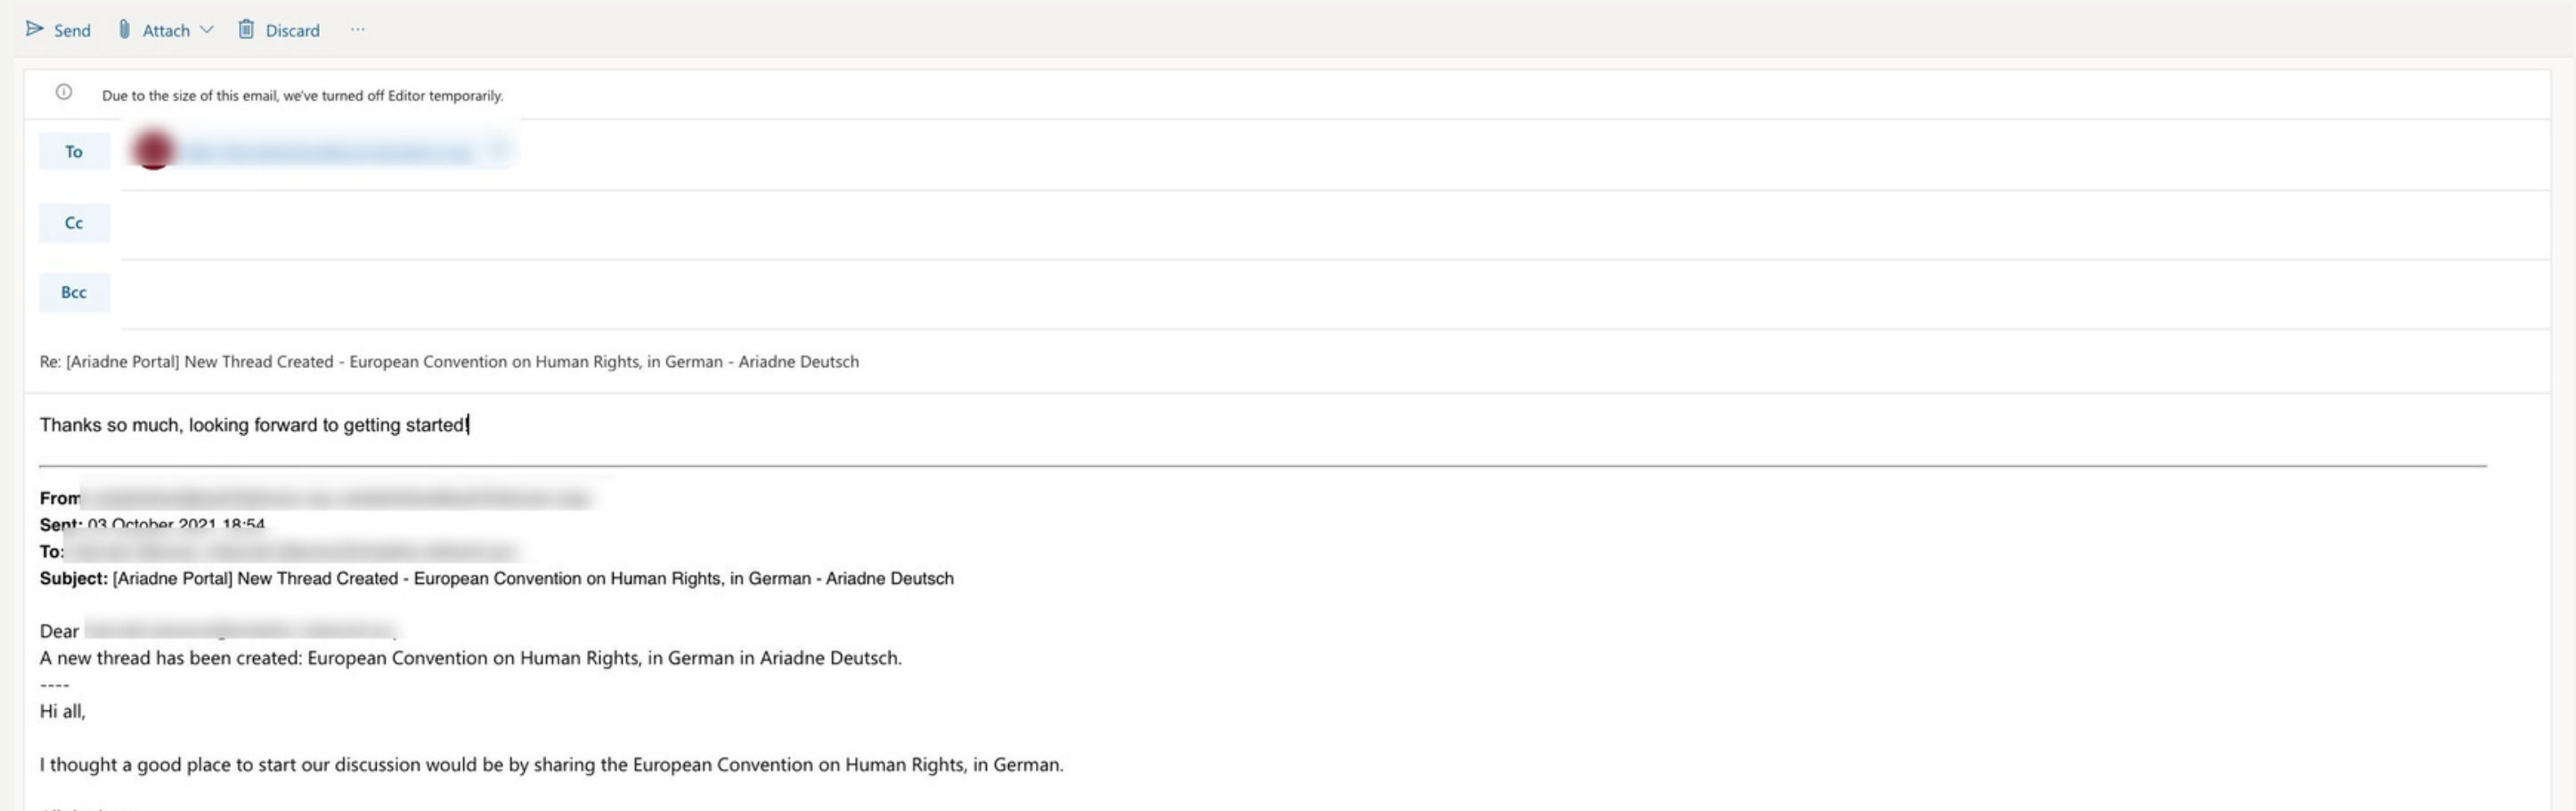 Send Attach Discard ...
Due to the size of this email, we've turned off Editor temporarily.
To
Cc
Bcc
Re: [Ariadne Portal] New Thread Created - European Convention on Human Rights, in German - Ariadne Deutsch
Thanks so much, looking forward to getting started!
From
Sent: 03 October 2021 18:54
To:
Subject: [Ariadne Portal] New Thread Created - European Convention on Human Rights, in German - Ariadne Deutsch
Dear
A new thread has been created: European Convention on Human Rights, in German in Ariadne Deutsch.
----
Hi all,
I thought a good place to start our discussion would be by sharing the European Convention on Human Rights, in German.